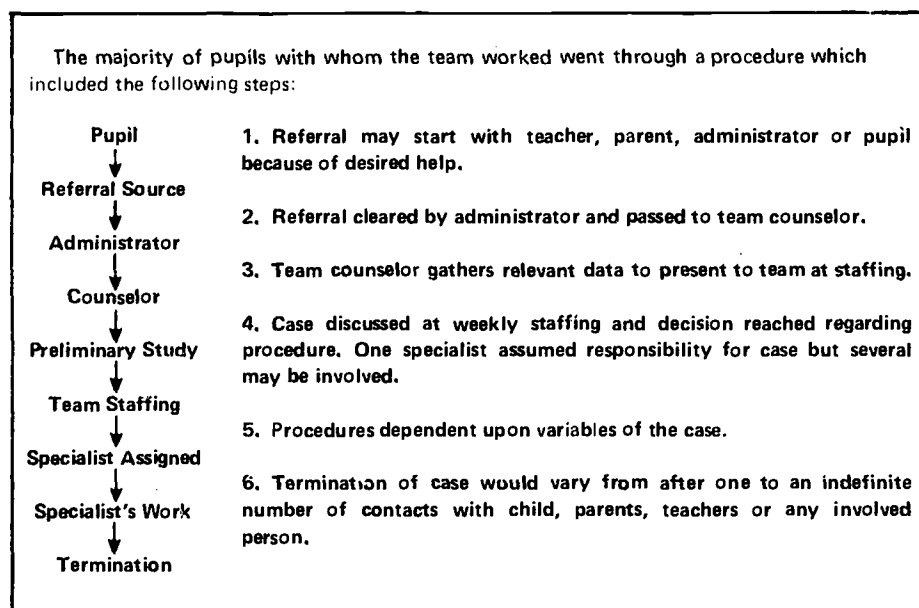 The majority of pupils with whom the team worked went through a procedure which
included the following steps:
Pupil
Referral Source
Administrator
Counselor
Preliminary Study
Team Staffing
Specialist Assigned
Specialist's Work
Termination
1. Referral may start with teacher, parent, administrator or pupil
because of desired help.
2. Referral cleared by administrator and passed to team counselor.
3. Team counselor gathers relevant data to present to team at staffing.
4. Case discussed at weekly staffing and decision reached regarding
procedure. One specialist assumed responsibility for case but several
may be involved.
5. Procedures dependent upon variables of the case.
6. Termination of case would vary from after one to an indefinite
number of contacts with child, parents, teachers or any involved
person.